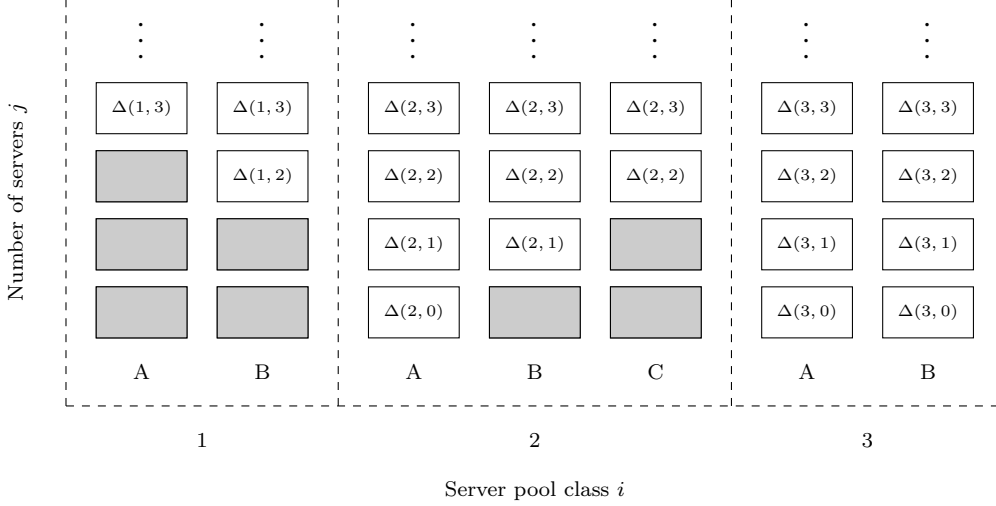 Number of servers j
Δ(1, 3) Δ(1, 3) Δ(2, 3) Δ(2, 3) Δ(2, 3) Δ(3, 3) Δ(3, 3)
Δ(1, 2) Δ(2, 2) Δ(2, 2) Δ(2, 2) Δ(3, 2) Δ(3, 2)
Δ(2, 1) Δ(2, 1) Δ(3, 1) Δ(3, 1)
Δ(2, 0) Δ(3, 0) Δ(3, 0)
A B A B C A B
1 2 3
Server pool class i